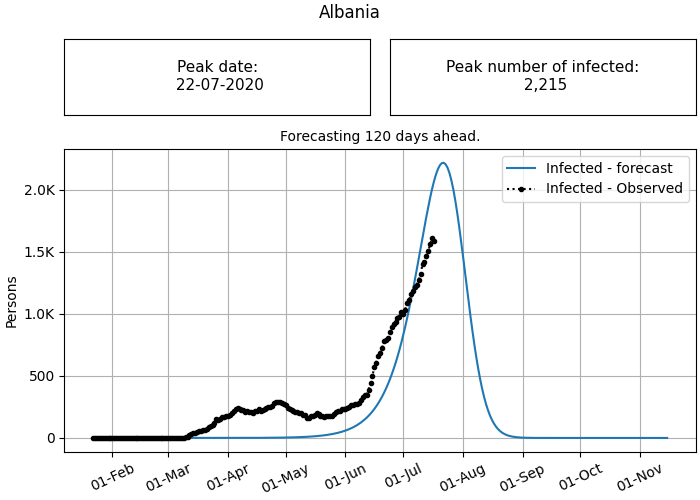 Albania
Peak date:
22-07-2020
Peak number of infected:
2,215
Forecasting 120 days ahead.
Infected - forecast
Infected - Observed
Persons
2.0K
1.5K
1.0K
500
0
01-Feb
01-Mar
01-Apr
01-May
01-Jun
01-Jul
01-Aug
01-Sep
01-Oct
01-Nov